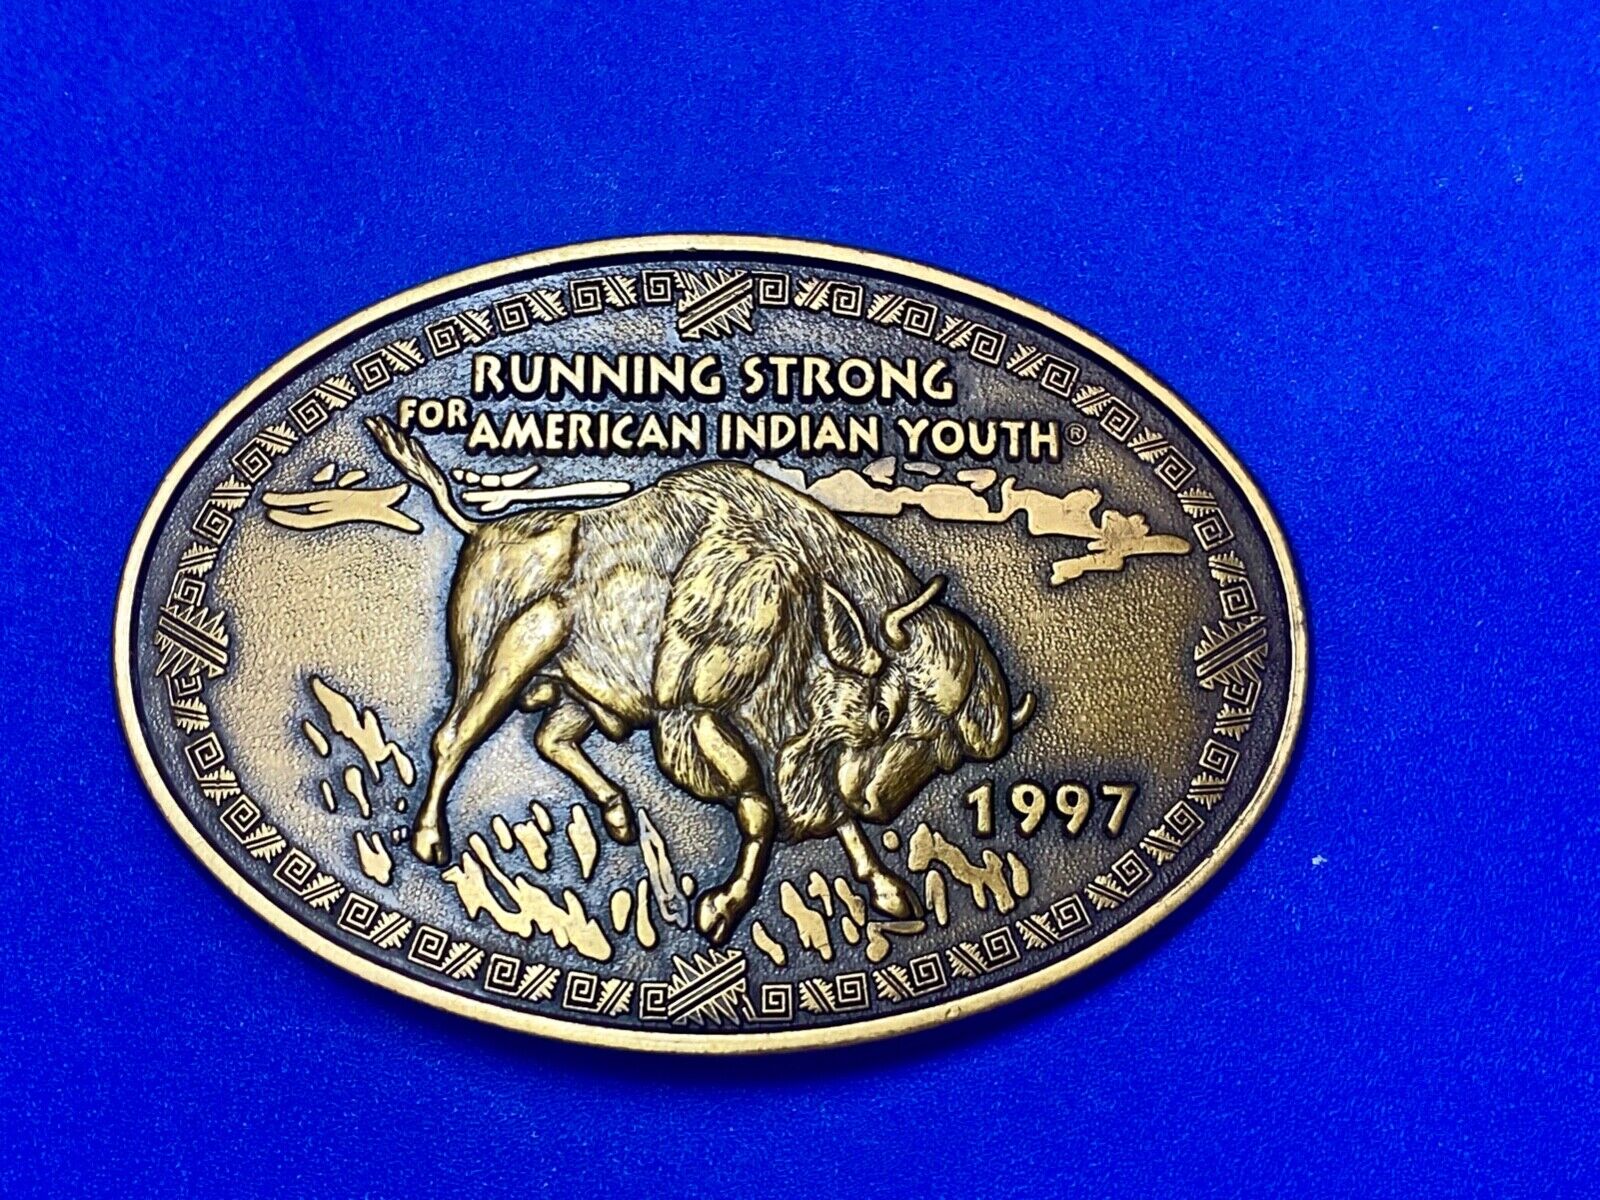 RUNNING STRONG
FOR AMERICAN INDIAN YOUTH®
1997